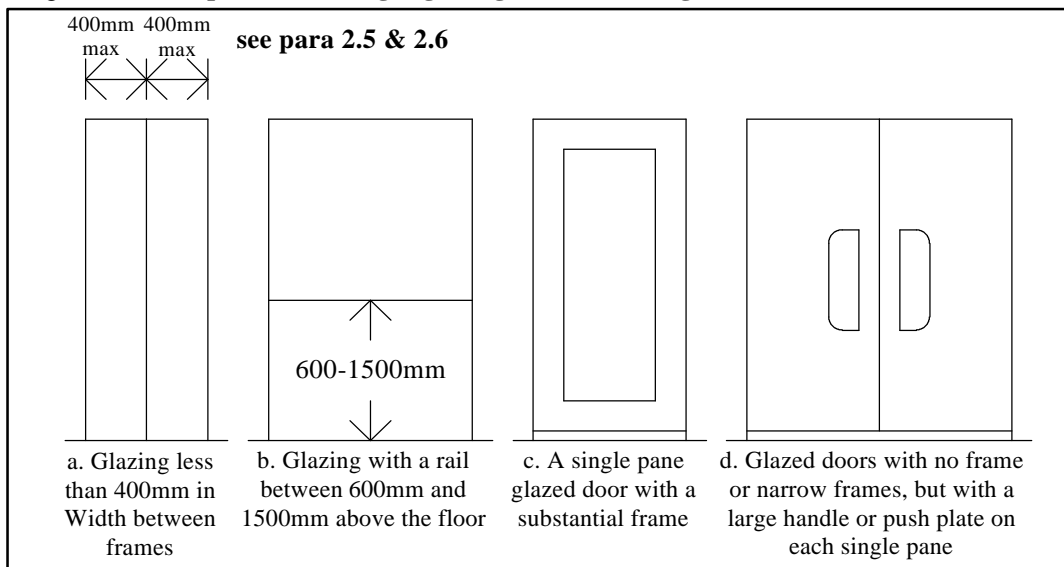 400mm 400mm
max max
see para 2.5 & 2.6
600-1500mm
a. Glazing less
than 400mm in
Width between
frames
b. Glazing with a rail
between 600mm and
1500mm above the floor
c. A single pane
glazed door with a
substantial frame
d. Glazed doors with no frame
or narrow frames, but with a
large handle or push plate on
each single pane